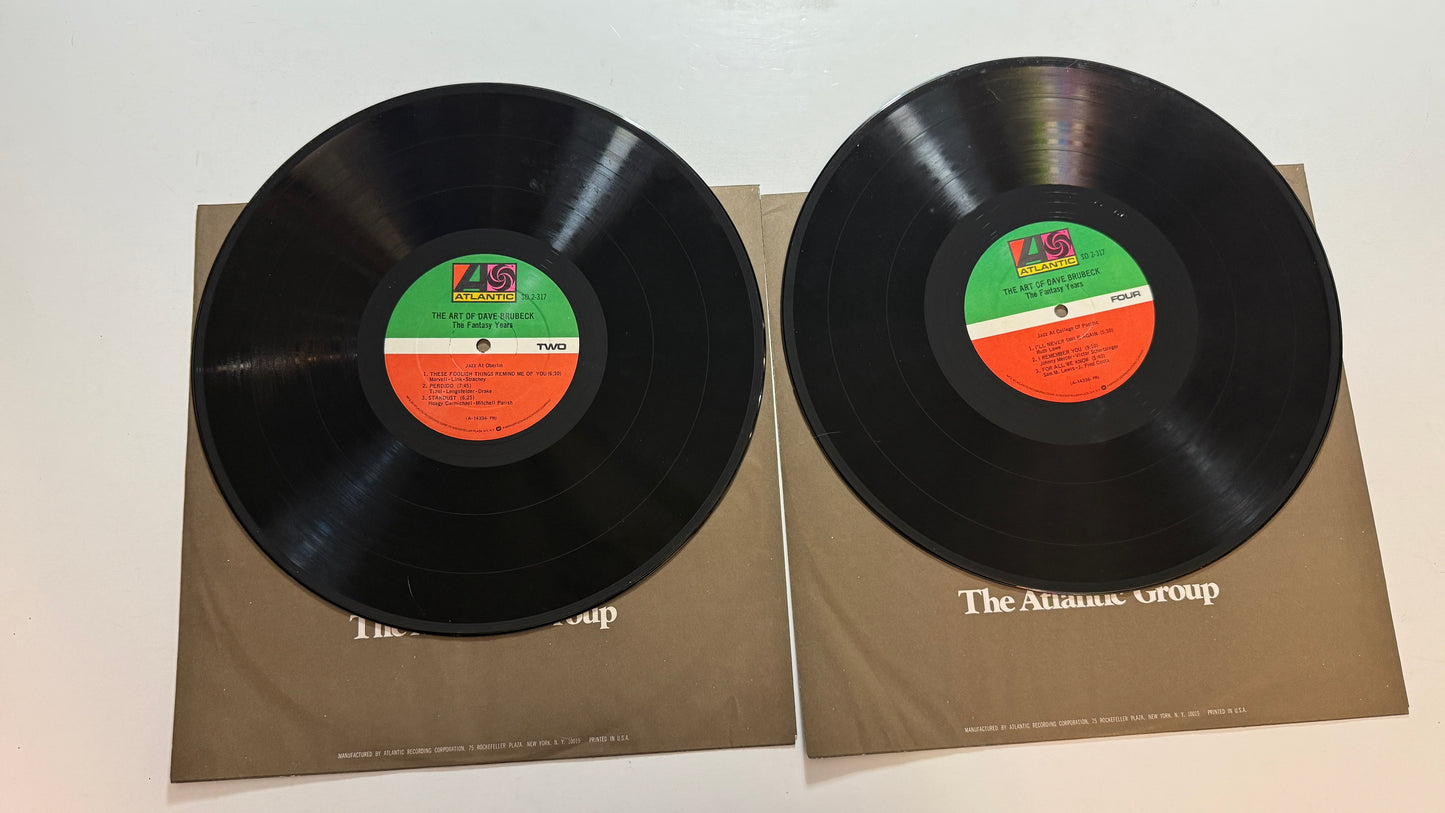 ATLANTIC
SD 2-317
THE ART OF DAVE BRUBECK
The Fantasy Years
TWO
Jazz At Oberlin
1. THESE FOOLISH THINGS REMIND ME OF YOU (6:30)
Marvell-Link-Strachey
2. PERDIDO (7:45)
Tizol-Lengsfelder-Drake
3. STARDUST (6:25)
Hoagy Carmichael-Mitchell Parish
(A-14334-PR)
MANUFACTURED BY ATLANTIC RECORDING CORPORATION, 75 ROCKEFELLER PLAZA, NEW YORK, N. Y. 10019 PRINTED IN U.S.A.
ATLANTIC
SD 2-317
THE ART OF DAVE BRUBECK
The Fantasy Years
FOUR
Jazz At College Of Pacific
1. I'LL NEVER AGAIN (5:30)
Ruth Lowe
2. I REMEMBER YOU (9:10)
Johnny Mercer-Victor Schertzinger
3. FOR ALL WE KNOW (5:40)
Sam M. Lewis-J. Fred Coots
(A-14336-PR)
The Atlantic Group
MANUFACTURED BY ATLANTIC RECORDING CORPORATION, 75 ROCKEFELLER PLAZA, NEW YORK, N. Y. 10019 PRINTED IN U.S.A.